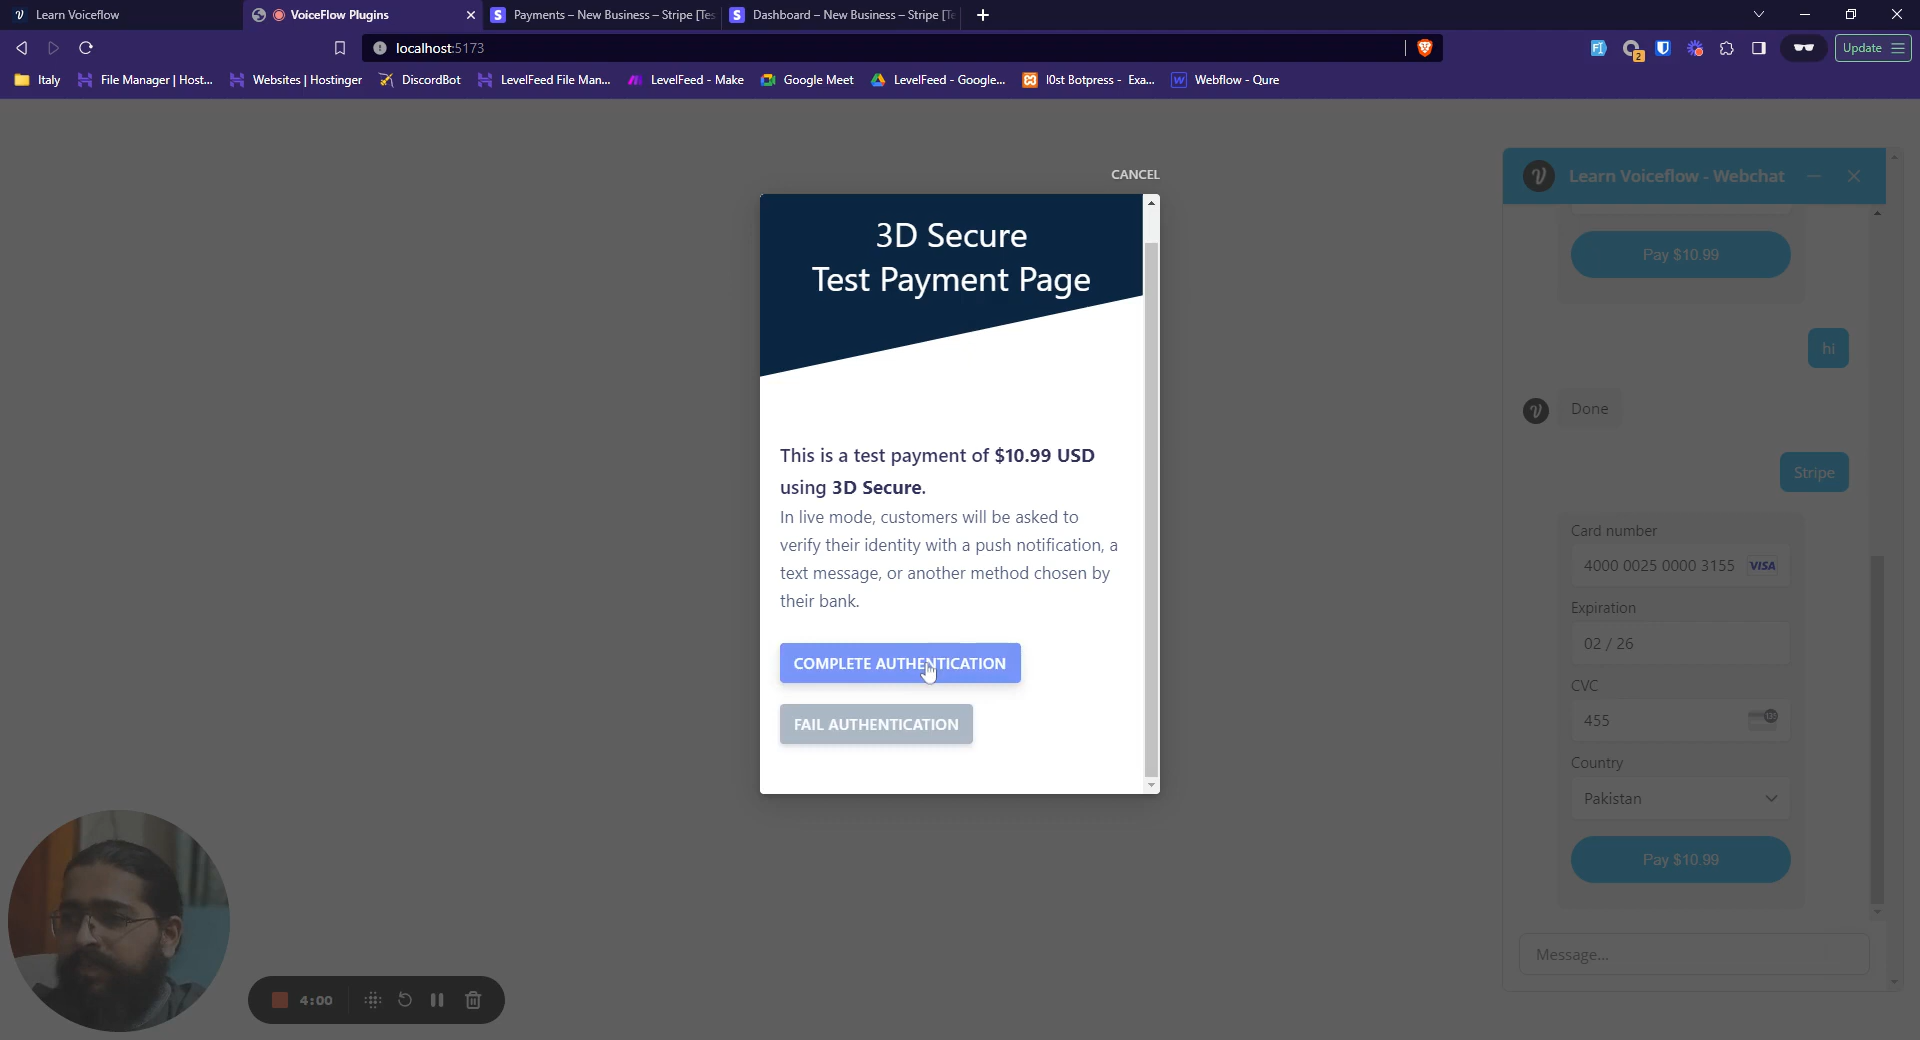 Learn Voiceflow
VoiceFlow Plugins
Payments – New Business – Stripe [Tes
Dashboard – New Business – Stripe [Te
localhost:5173
2
Update
Italy
File Manager | Host...
Websites | Hostinger
DiscordBot
LevelFeed File Man...
LevelFeed - Make
Google Meet
LevelFeed - Google...
l0st Botpress - Exa...
Webflow - Qure
CANCEL
3D Secure
Test Payment Page
This is a test payment of $10.99 USD
using 3D Secure.
In live mode, customers will be asked to
verify their identity with a push notification, a
text message, or another method chosen by
their bank.
COMPLETE AUTHENTICATION
FAIL AUTHENTICATION
Learn Voiceflow - Webchat
Pay $10.99
hi
Done
Stripe
Card number
4000 0025 0000 3155 VISA
Expiration
02 / 26
CVC
455
Country
Pakistan
Pay $10.99
Message...
4:00